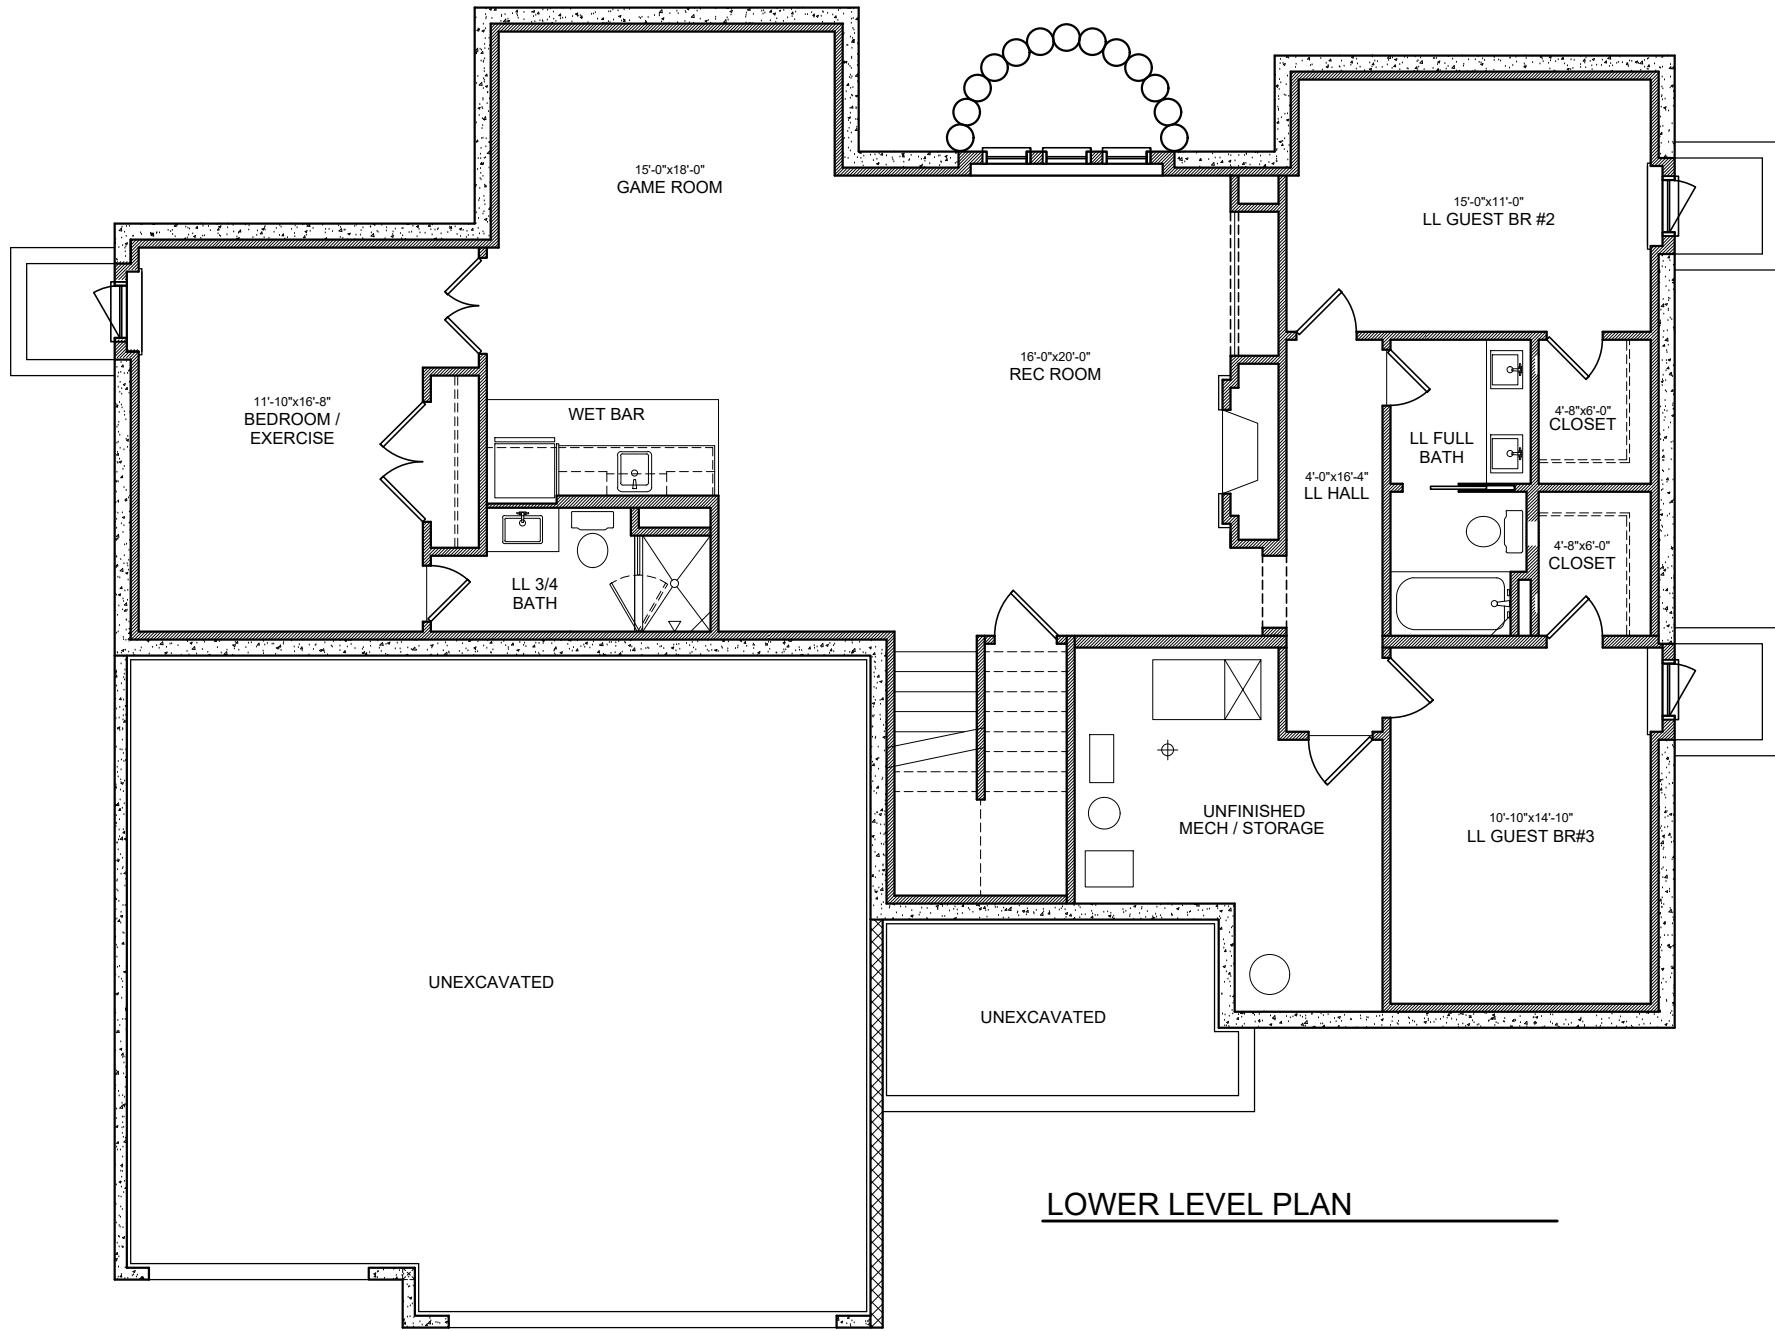 15'-0"x18'-0"
GAME ROOM
15'-0"x11'-0"
LL GUEST BR #2
16'-0"x20'-0"
REC ROOM
11'-10"x16'-8"
BEDROOM /
EXERCISE
WET BAR
4'-8"x6'-0"
CLOSET
LL FULL
BATH
4'-0"x16'-4"
LL HALL
4'-8"x6'-0"
CLOSET
LL 3/4
BATH
UNFINISHED
MECH / STORAGE
10'-10"x14'-10"
LL GUEST BR#3
UNEXCAVATED
UNEXCAVATED
LOWER LEVEL PLAN